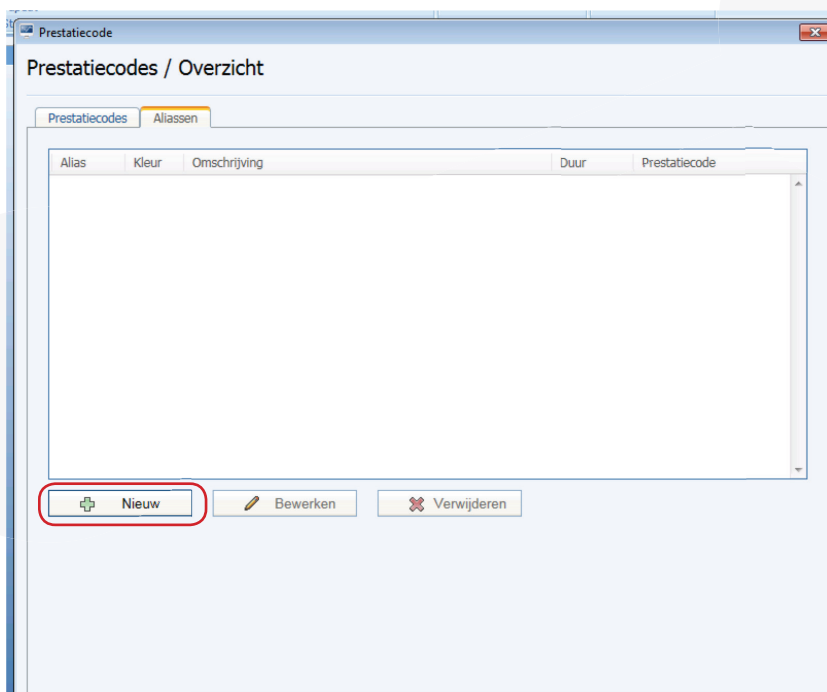 Prestatiecode
Prestatiecodes / Overzicht
Prestatiecodes Aliassen
Alias Kleur Omschrijving Duur Prestatiecode
Nieuw Bewerken Verwijderen